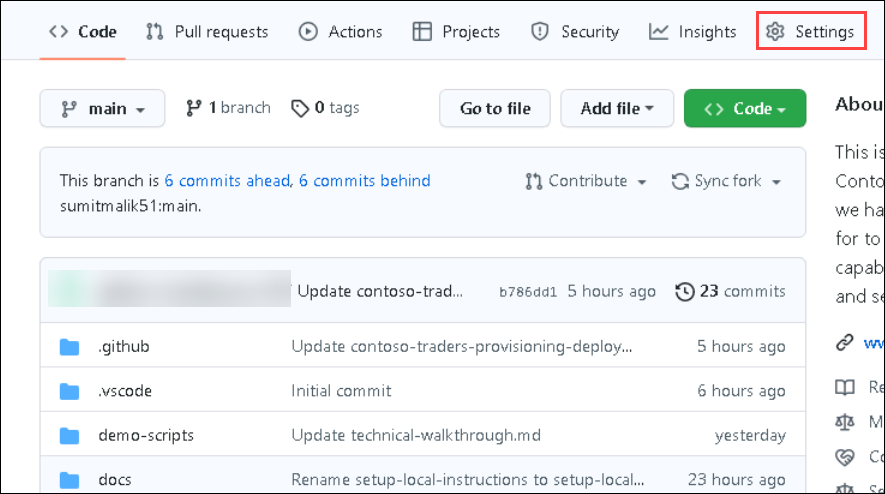 Code Pull requests Actions Projects Security Insights Settings
main 1 branch 0 tags Go to file Add file Code
This branch is 6 commits ahead, 6 commits behind
sumitmalik51:main.
Contribute Sync fork
Update contoso-trad... b786dd1 5 hours ago 23 commits
.github Update contoso-traders-provisioning-deploy... 5 hours ago
.vscode Initial commit 6 hours ago
demo-scripts Update technical-walkthrough.md yesterday
docs Rename setup-local-instructions to setup-local... 23 hours ago
Abou
This is
Conto
we ha
for to
capab
and se
ww
Re
M
Co